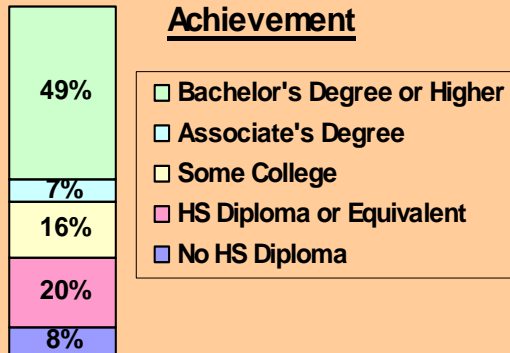 Achievement
49%
7%
16%
20%
8%
Bachelor's Degree or Higher
Associate's Degree
Some College
HS Diploma or Equivalent
No HS Diploma